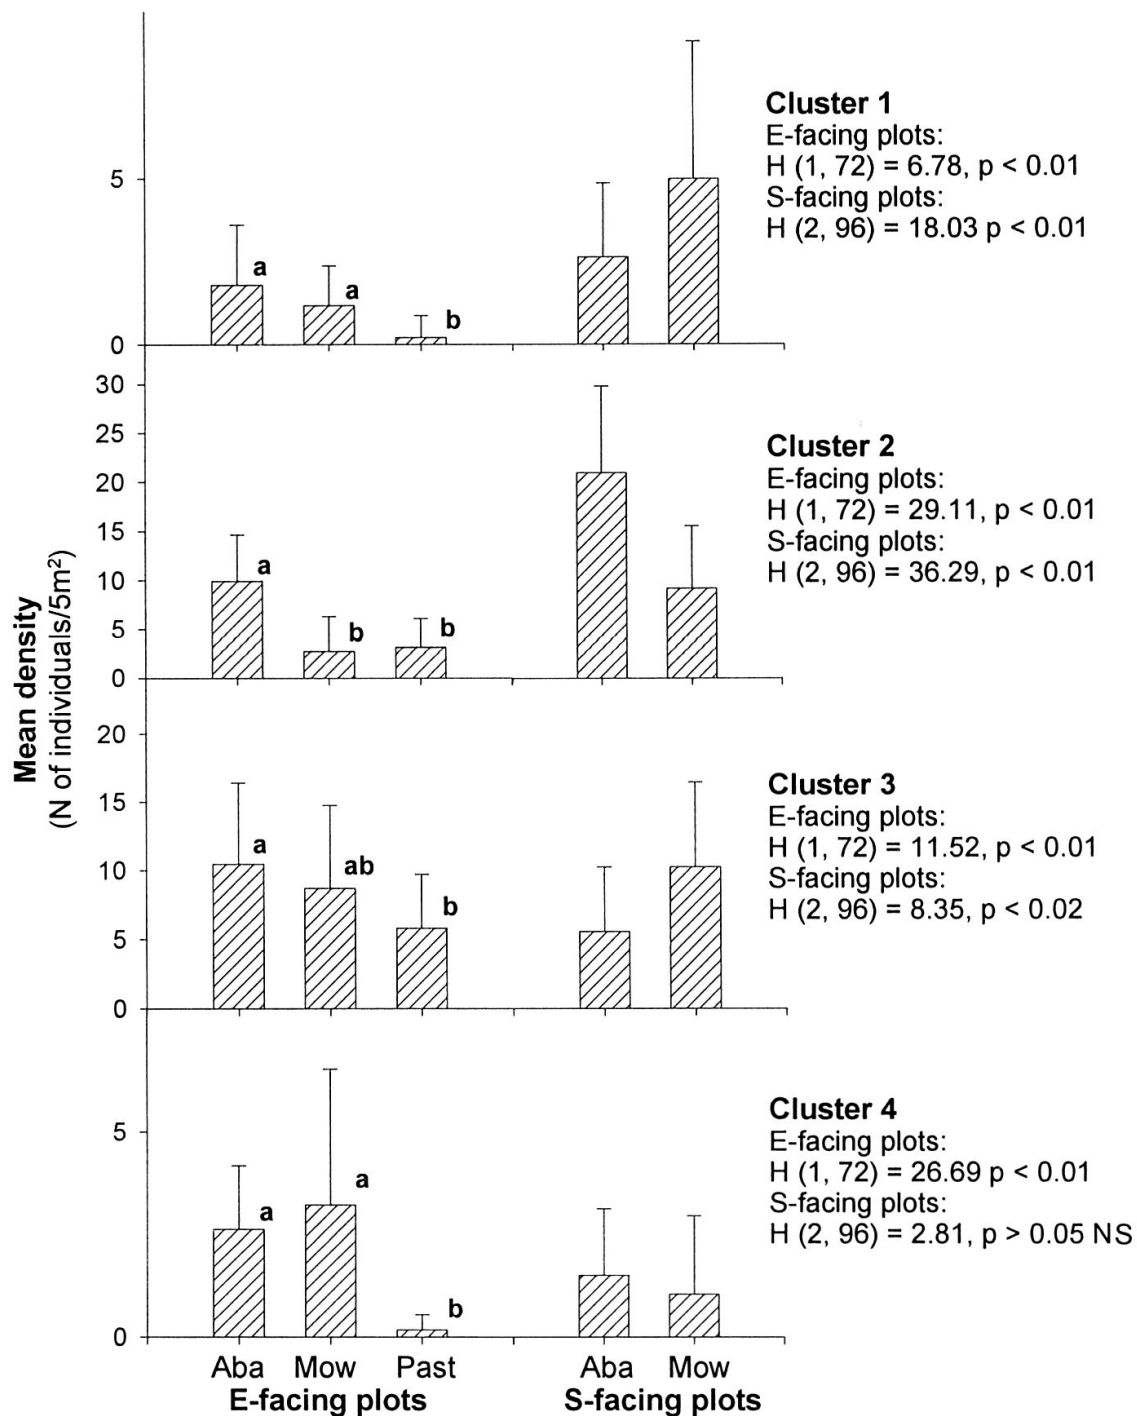 Mean density
(N of individuals/5m²)
5
0
a
a
b
Cluster 1
E-facing plots:
H (1, 72) = 6.78, p < 0.01
S-facing plots:
H (2, 96) = 18.03 p < 0.01
30
25
20
15
10
5
0
a
b
b
Cluster 2
E-facing plots:
H (1, 72) = 29.11, p < 0.01
S-facing plots:
H (2, 96) = 36.29, p < 0.01
20
15
10
5
0
a
ab
b
Cluster 3
E-facing plots:
H (1, 72) = 11.52, p < 0.01
S-facing plots:
H (2, 96) = 8.35, p < 0.02
5
0
a
a
b
Cluster 4
E-facing plots:
H (1, 72) = 26.69 p < 0.01
S-facing plots:
H (2, 96) = 2.81, p > 0.05 NS
Aba Mow Past Aba Mow
E-facing plots S-facing plots